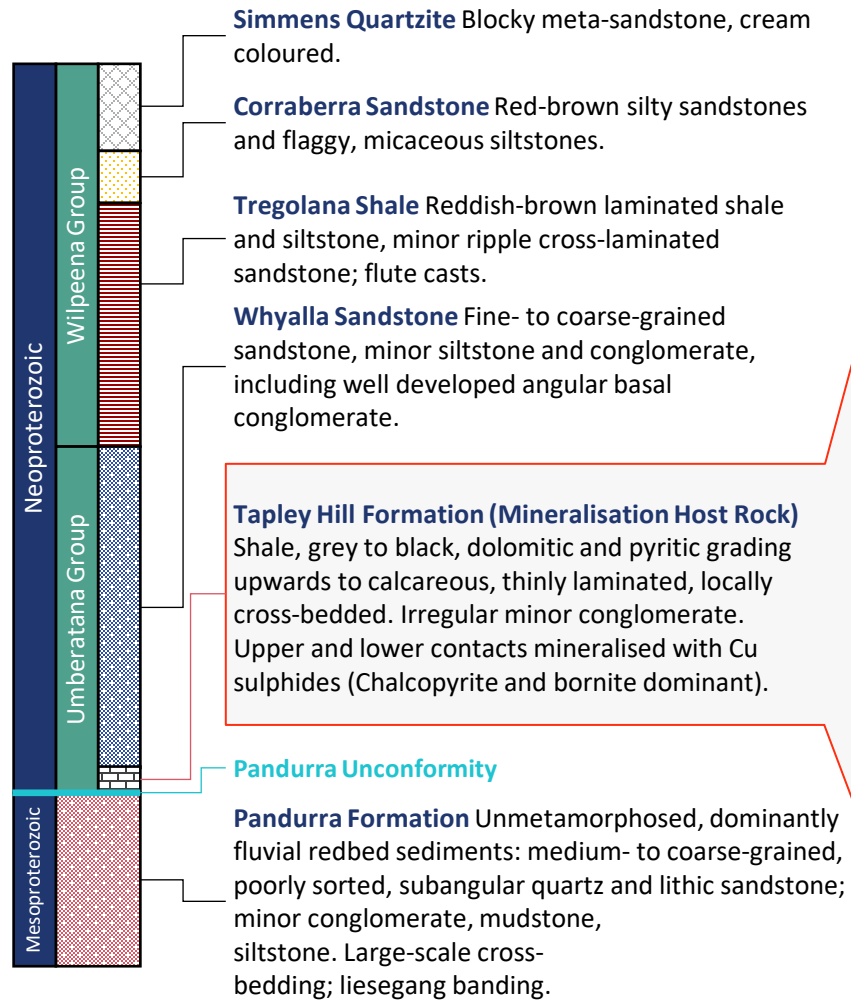 Simmens Quartzite Blocky meta-sandstone, cream
coloured.
Corraberra Sandstone Red-brown silty sandstones
and flaggy, micaceous siltstones.
Tregolana Shale Reddish-brown laminated shale
and siltstone, minor ripple cross-laminated
sandstone; flute casts.
Whyalla Sandstone Fine- to coarse-grained
sandstone, minor siltstone and conglomerate,
including well developed angular basal
conglomerate.
Tapley Hill Formation (Mineralisation Host Rock)
Shale, grey to black, dolomitic and pyritic grading
upwards to calcareous, thinly laminated, locally
cross-bedded. Irregular minor conglomerate.
Upper and lower contacts mineralised with Cu
sulphides (Chalcopyrite and bornite dominant).
Pandurra Unconformity
Pandurra Formation Unmetamorphosed, dominantly
fluvial redbed sediments: medium- to coarse-grained,
poorly sorted, subangular quartz and lithic sandstone;
minor conglomerate, mudstone,
siltstone. Large-scale cross-
bedding; liesegang banding.
Neoproterozoic
Mesoproterozoic
Wilpeena Group
Umberatana Group